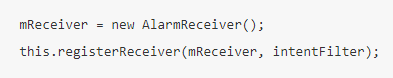 mReceiver = new AlarmReceiver();
this.registerReceiver(mReceiver, intentFilter);